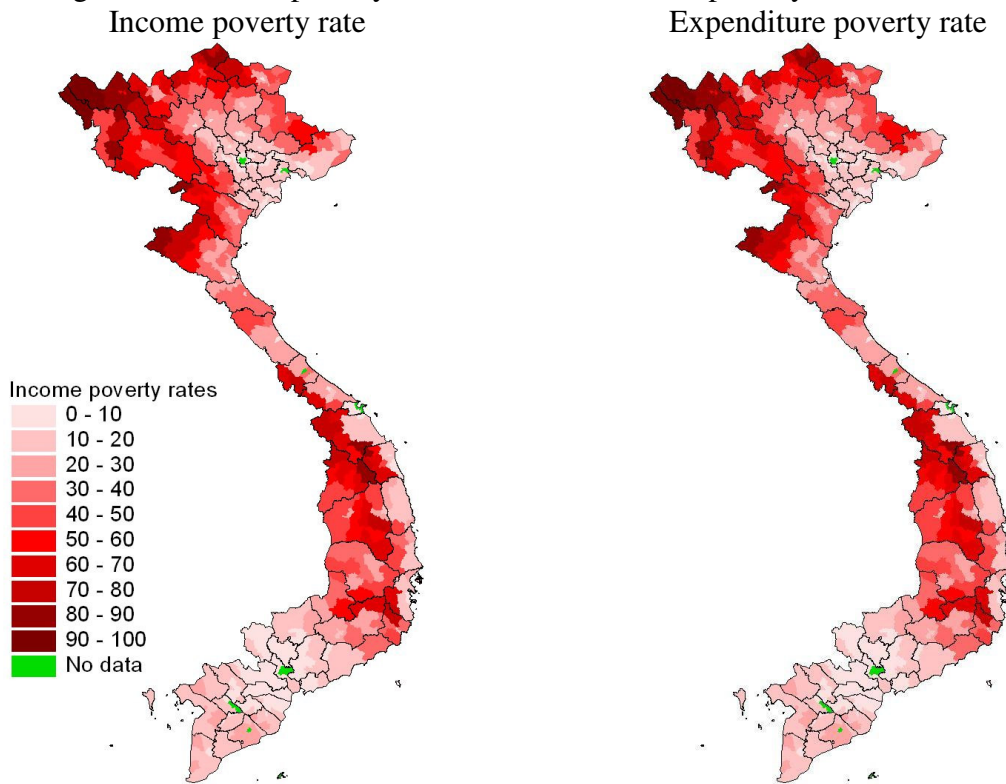 Income poverty rate
Expenditure poverty rate
Income poverty rates
0 - 10
10 - 20
20 - 30
30 - 40
40 - 50
50 - 60
60 - 70
70 - 80
80 - 90
90 - 100
No data